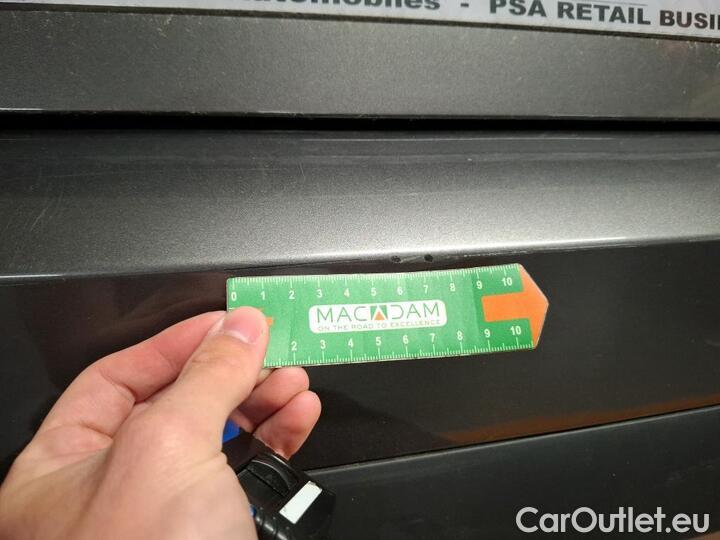 - PSA RETAIL
0 1 2 3 4 5 6 7 8 9 10
MACADAM
ON THE ROAD TO EXCELLENCE
2 3 4 5 6 7 8 9 10
CarOutlet.eu